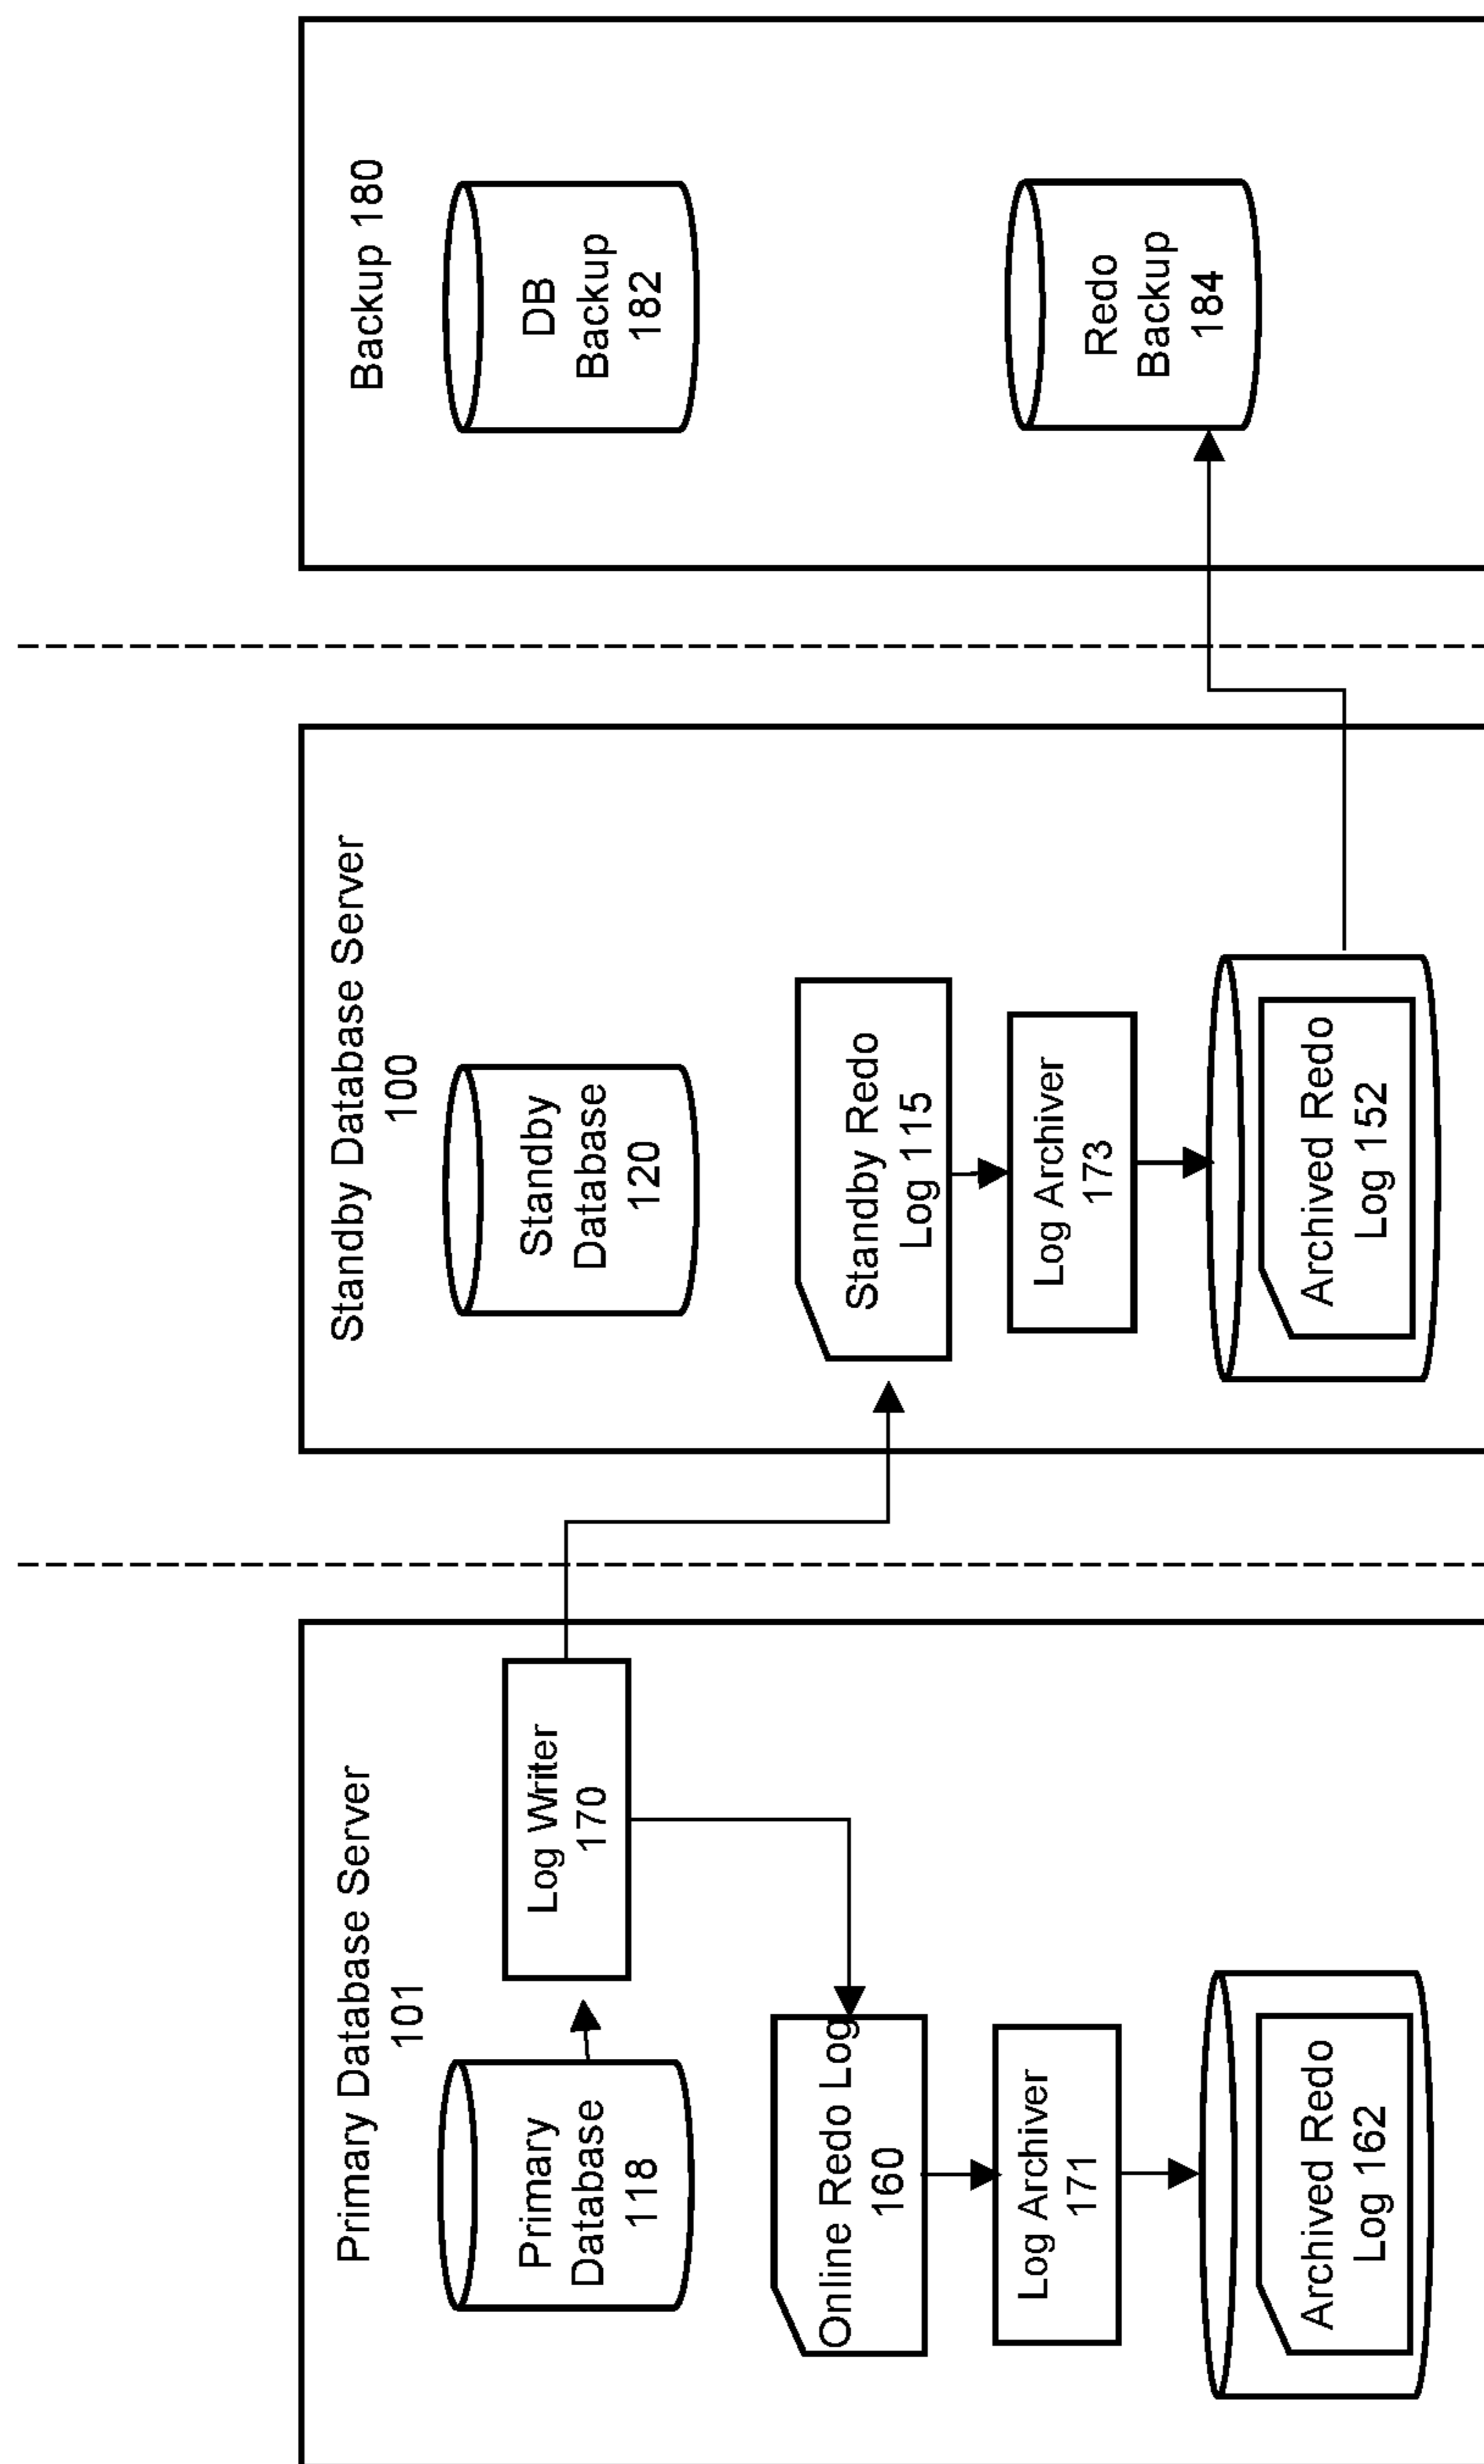 Primary Database Server
101
Primary
Database
118
Log Writer
170
Online Redo Log
160
Log Archiver
171
Archived Redo
Log 162
Standby Database Server
100
Standby
Database
120
Standby Redo
Log 115
Log Archiver
173
Archived Redo
Log 152
Backup 180
DB
Backup
182
Redo
Backup
184